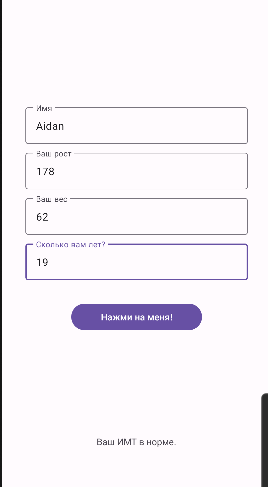 Имя
Aidan
Ваш рост
178
Ваш вес
62
Сколько вам лет?
19
Нажми на меня!
Ваш ИМТ в норме.